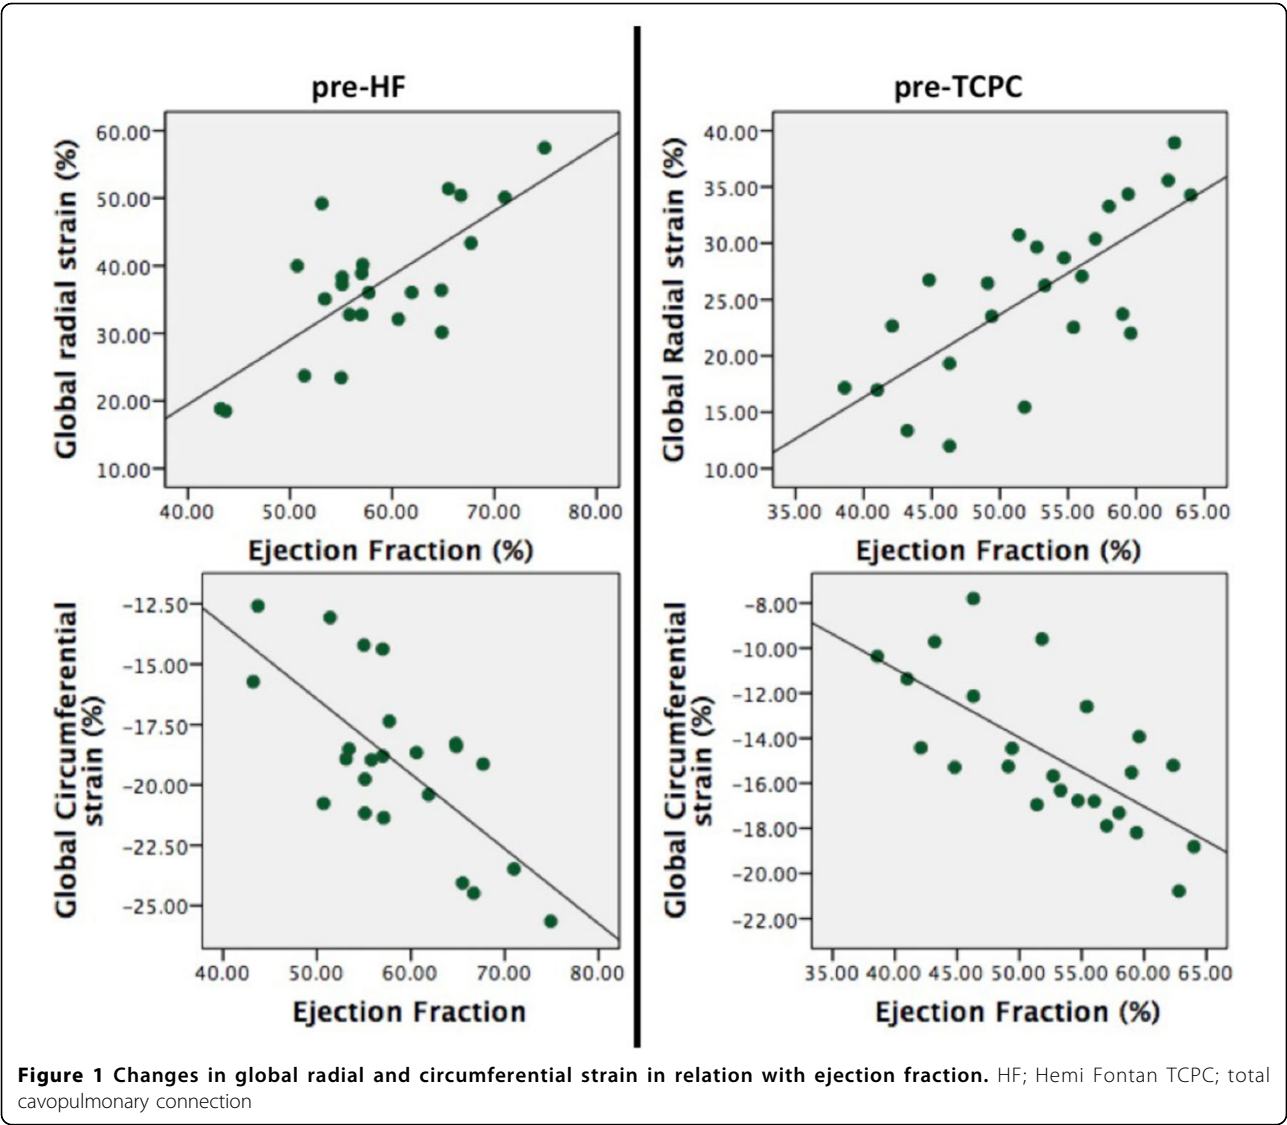 pre-HF
60.00
50.00
40.00
30.00
20.00
10.00
Global radial strain (%)
40.00 50.00 60.00 70.00 80.00
Ejection Fraction (%)
pre-TCPC
40.00
35.00
30.00
25.00
20.00
15.00
10.00
Global Radial strain (%)
35.00 40.00 45.00 50.00 55.00 60.00 65.00
Ejection Fraction (%)
-12.50
-15.00
-17.50
-20.00
-22.50
-25.00
Global Circumferential
strain (%)
40.00 50.00 60.00 70.00 80.00
Ejection Fraction
-8.00
-10.00
-12.00
-14.00
-16.00
-18.00
-20.00
-22.00
Global Circumferential
strain (%)
35.00 40.00 45.00 50.00 55.00 60.00 65.00
Ejection Fraction (%)
Figure 1 Changes in global radial and circumferential strain in relation with ejection fraction. HF; Hemi Fontan TCPC; total
cavopulmonary connection